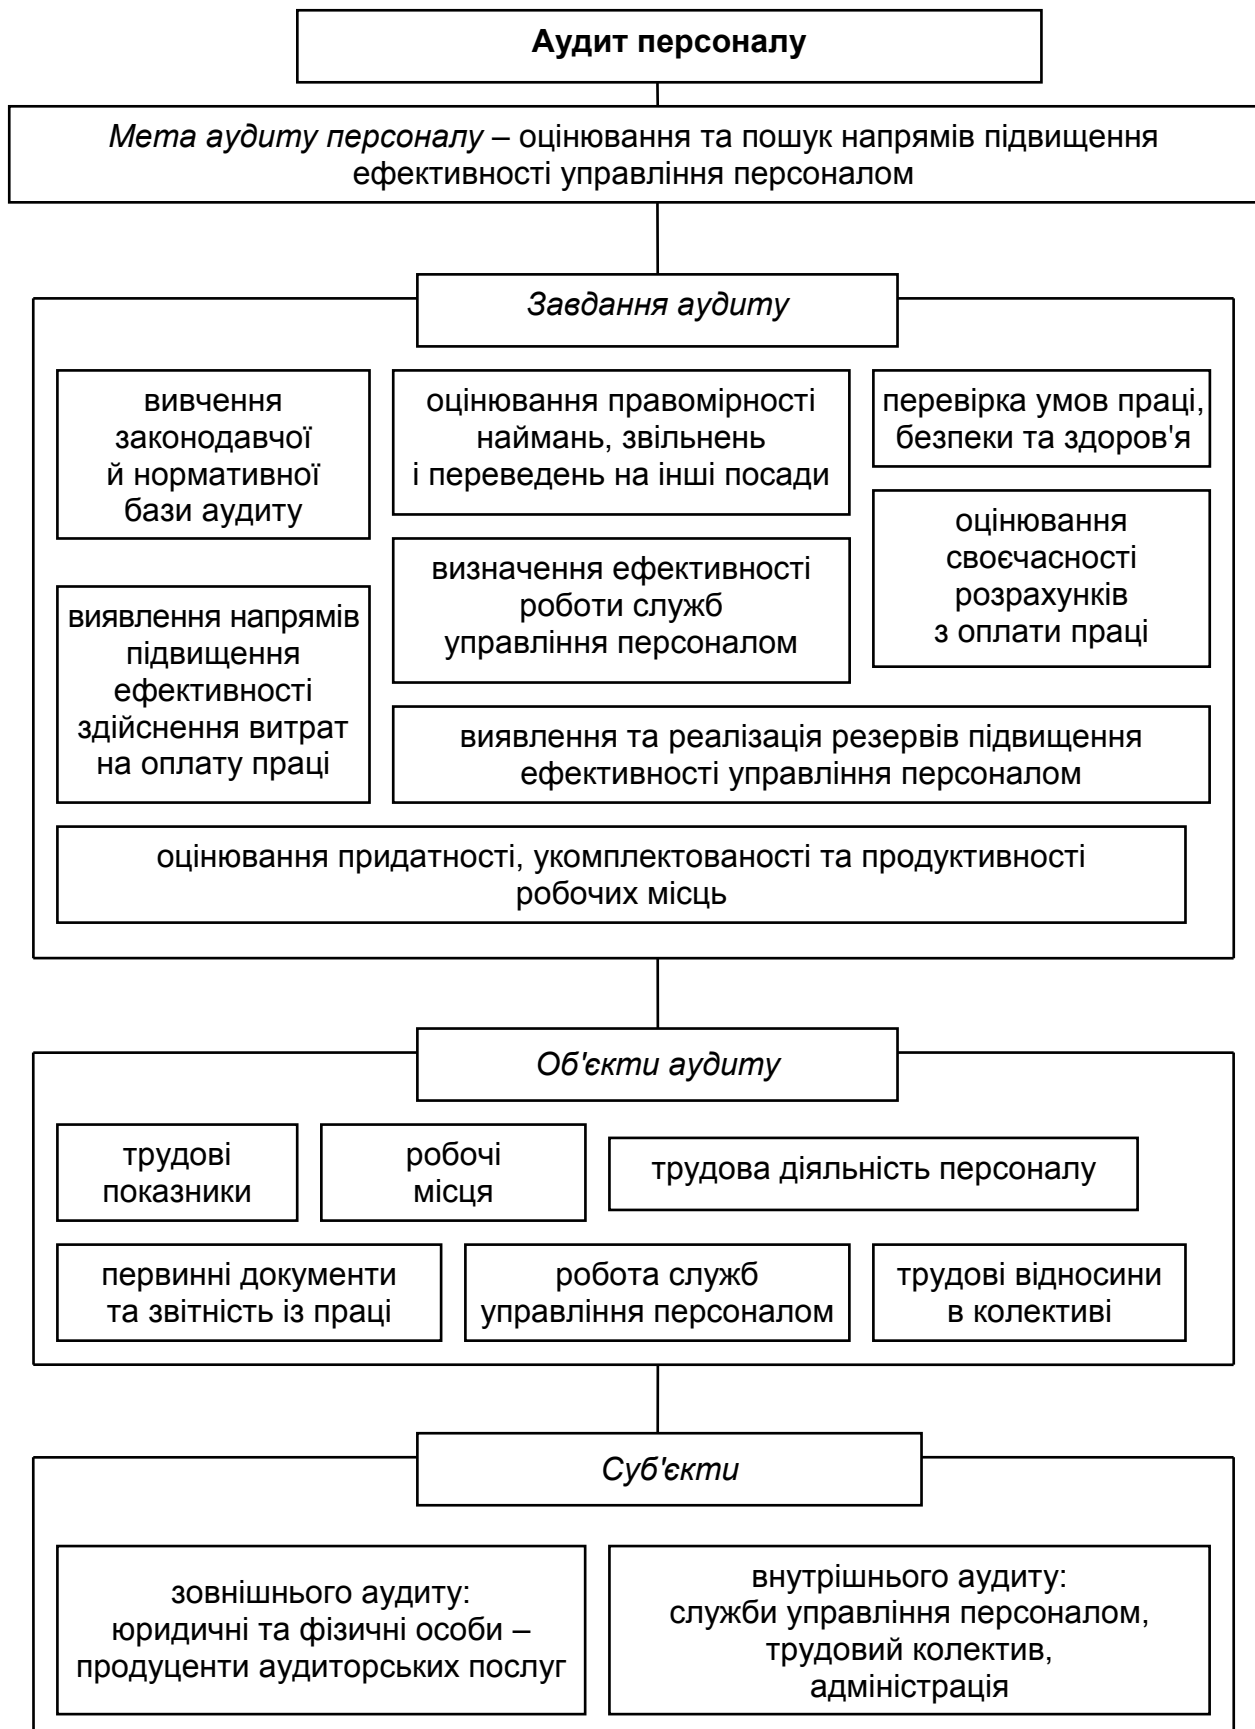 Аудит персоналу
Мета аудиту персоналу – оцінювання та пошук напрямів підвищення
ефективності управління персоналом
Завдання аудиту
вивчення
законодавчої
й нормативної
бази аудиту
оцінювання правомірності
наймань, звільнень
і переведень на інші посади
перевірка умов праці,
безпеки та здоров'я
оцінювання
своєчасності
розрахунків
з оплати праці
визначення ефективності
роботи служб
управління персоналом
виявлення напрямів
підвищення
ефективності
здійснення витрат
на оплату праці
виявлення та реалізація резервів підвищення
ефективності управління персоналом
оцінювання придатності, укомплектованості та продуктивності
робочих місць
Об'єкти аудиту
трудові
показники
робочі
місця
трудова діяльність персоналу
первинні документи
та звітність із праці
робота служб
управління персоналом
трудові відносини
в колективі
Суб'єкти
зовнішнього аудиту:
юридичні та фізичні особи –
продуценти аудиторських послуг
внутрішнього аудиту:
служби управління персоналом,
трудовий колектив,
адміністрація